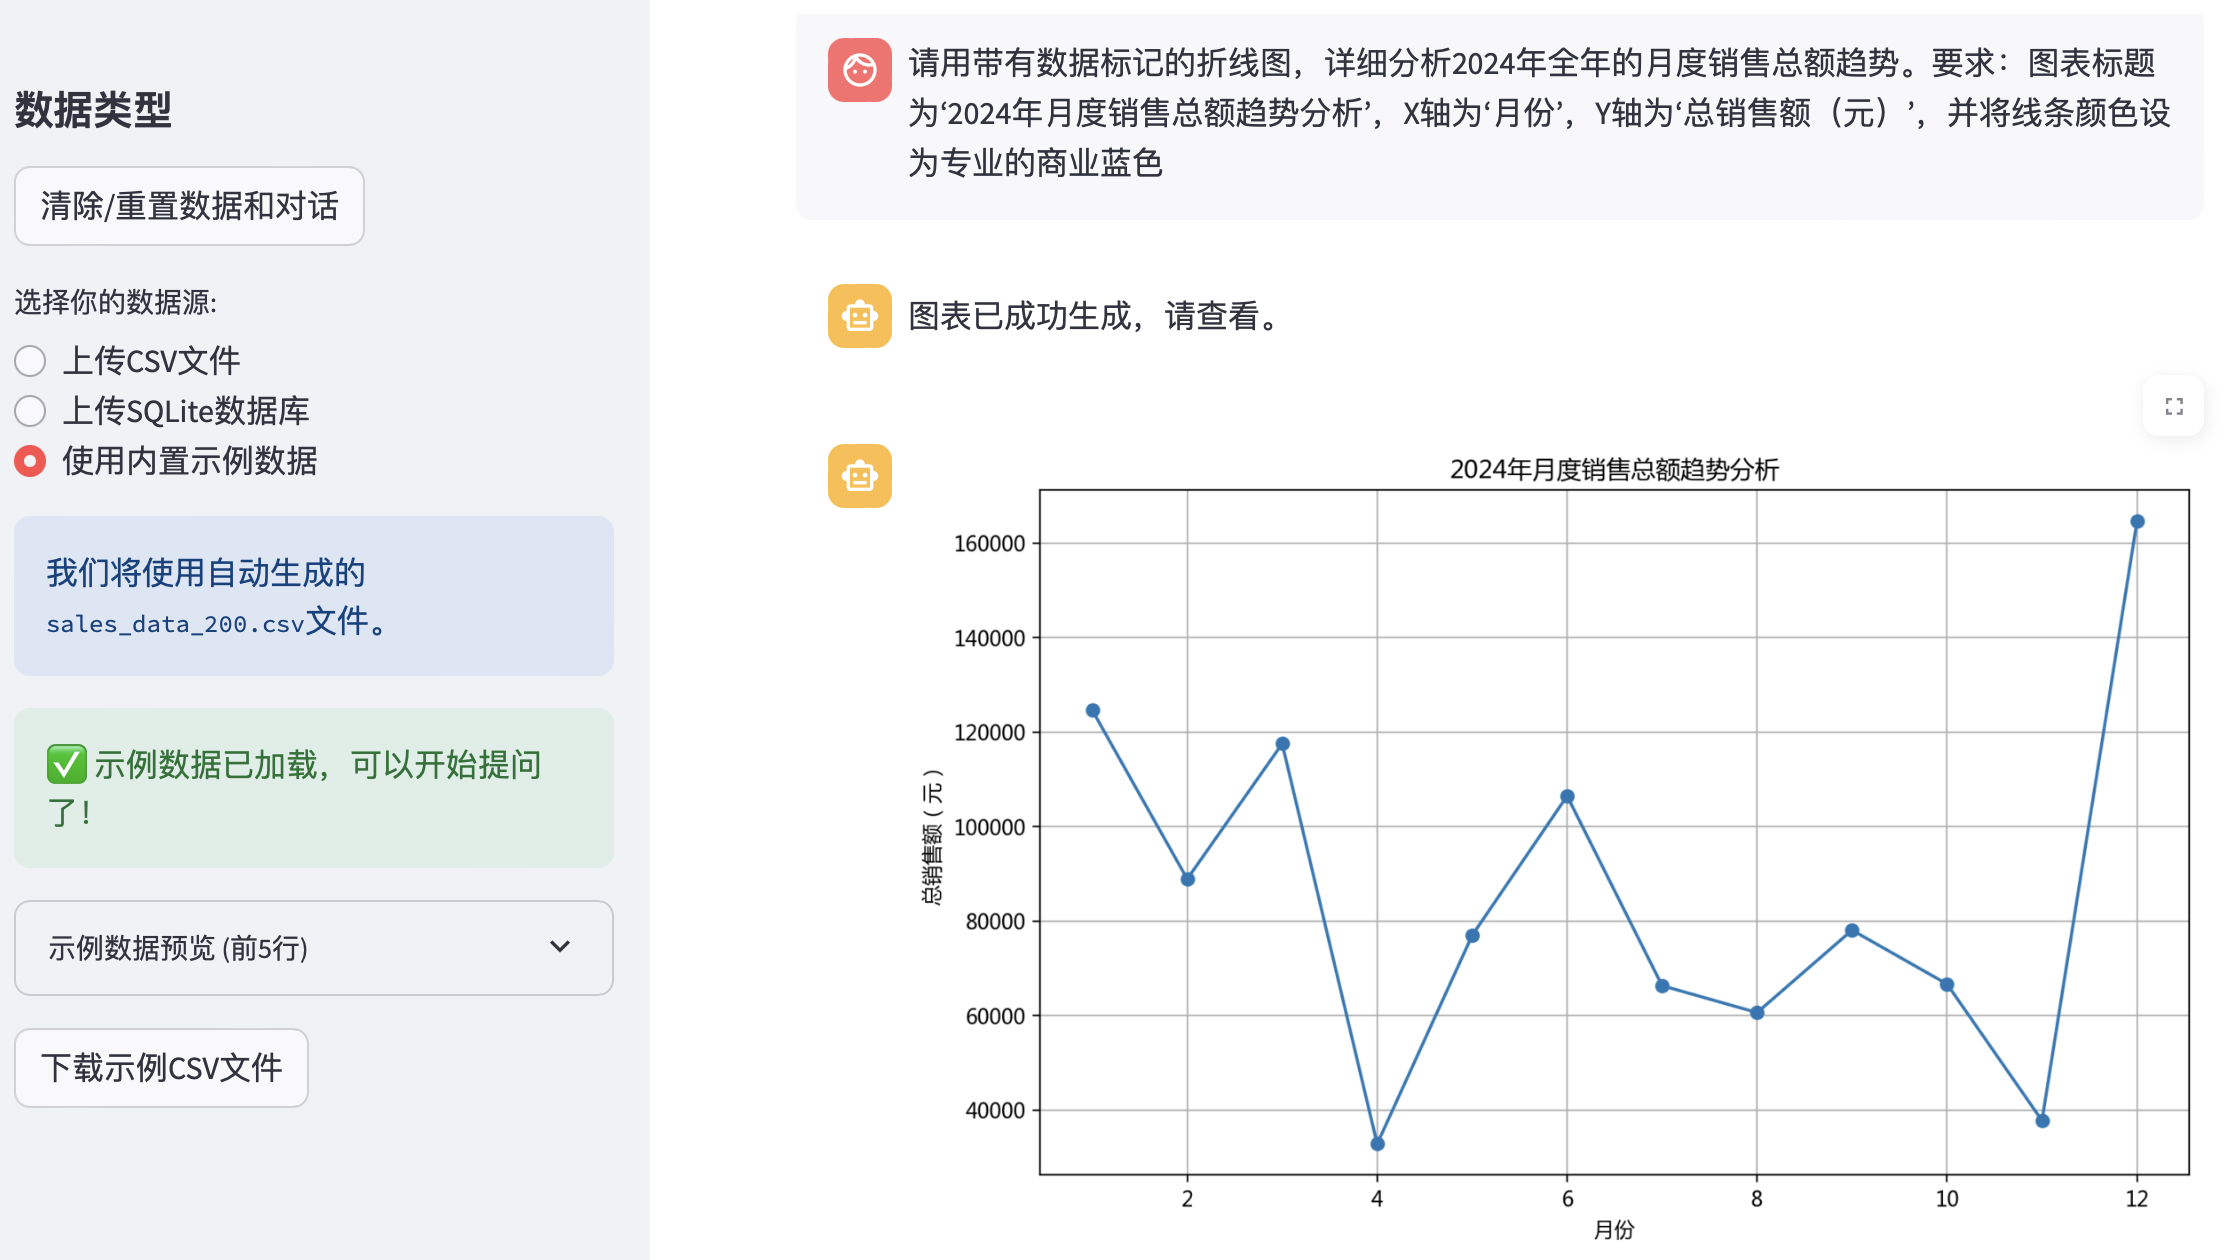 数据类型
清除/重置数据和对话
选择你的数据源:
上传CSV文件
上传SQLite数据库
使用内置示例数据
我们将使用自动生成的
sales_data_200.csv文件。
✅ 示例数据已加载，可以开始提问
了！
示例数据预览 (前5行)
下载示例CSV文件
请用带有数据标记的折线图，详细分析2024年全年的月度销售总额趋势。要求：图表标题
为‘2024年月度销售总额趋势分析’，X轴为‘月份’，Y轴为‘总销售额（元）’，并将线条颜色设
为专业的商业蓝色
图表已成功生成，请查看。
2024年月度销售总额趋势分析
总销售额（元）
160000
140000
120000
100000
80000
60000
40000
2
4
6
8
10
12
月份